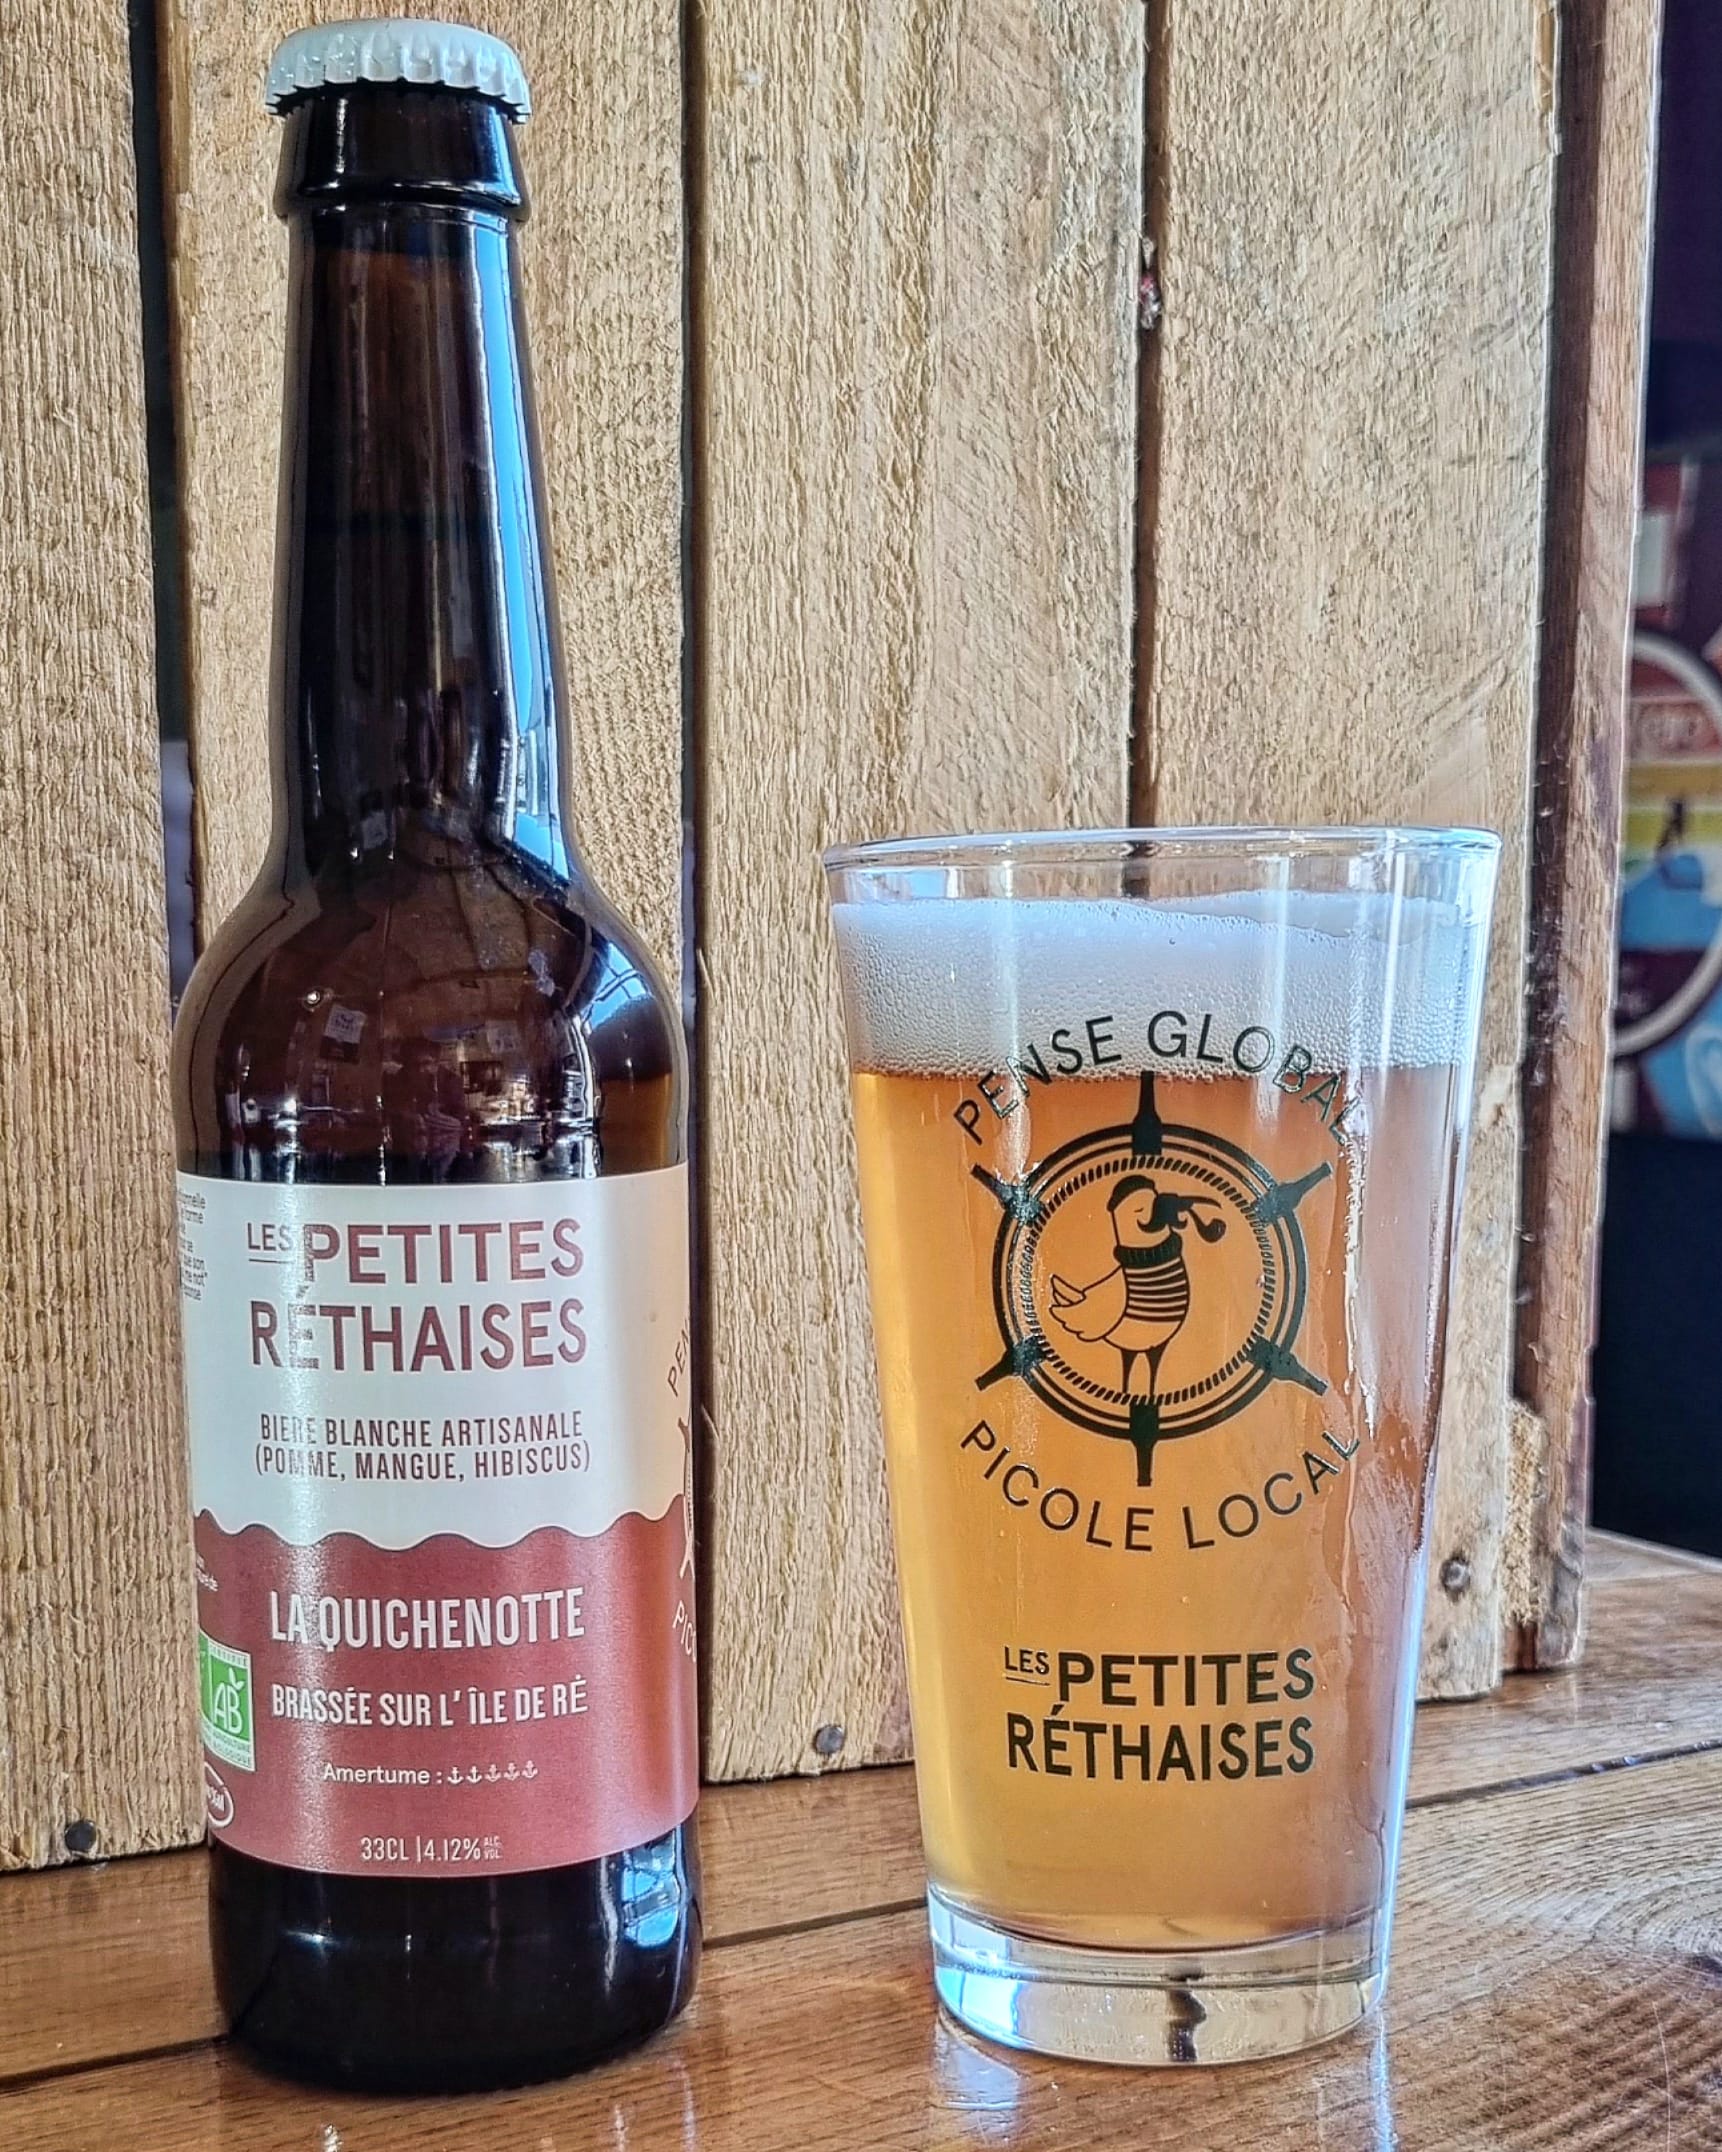 LES PETITES
RÉTHAISES
BIERE BLANCHE ARTISANALE
(POMME, MANGUE, HIBISCUS)
LA QUICHENOTTE
BRASSÉE SUR L' ÎLE DE RÉ
Amertume :
33CL | 4.12% ALC. VOL.
AB
PENSE GLOBAL
PICOLE LOCAL
LES PETITES
RÉTHAISES